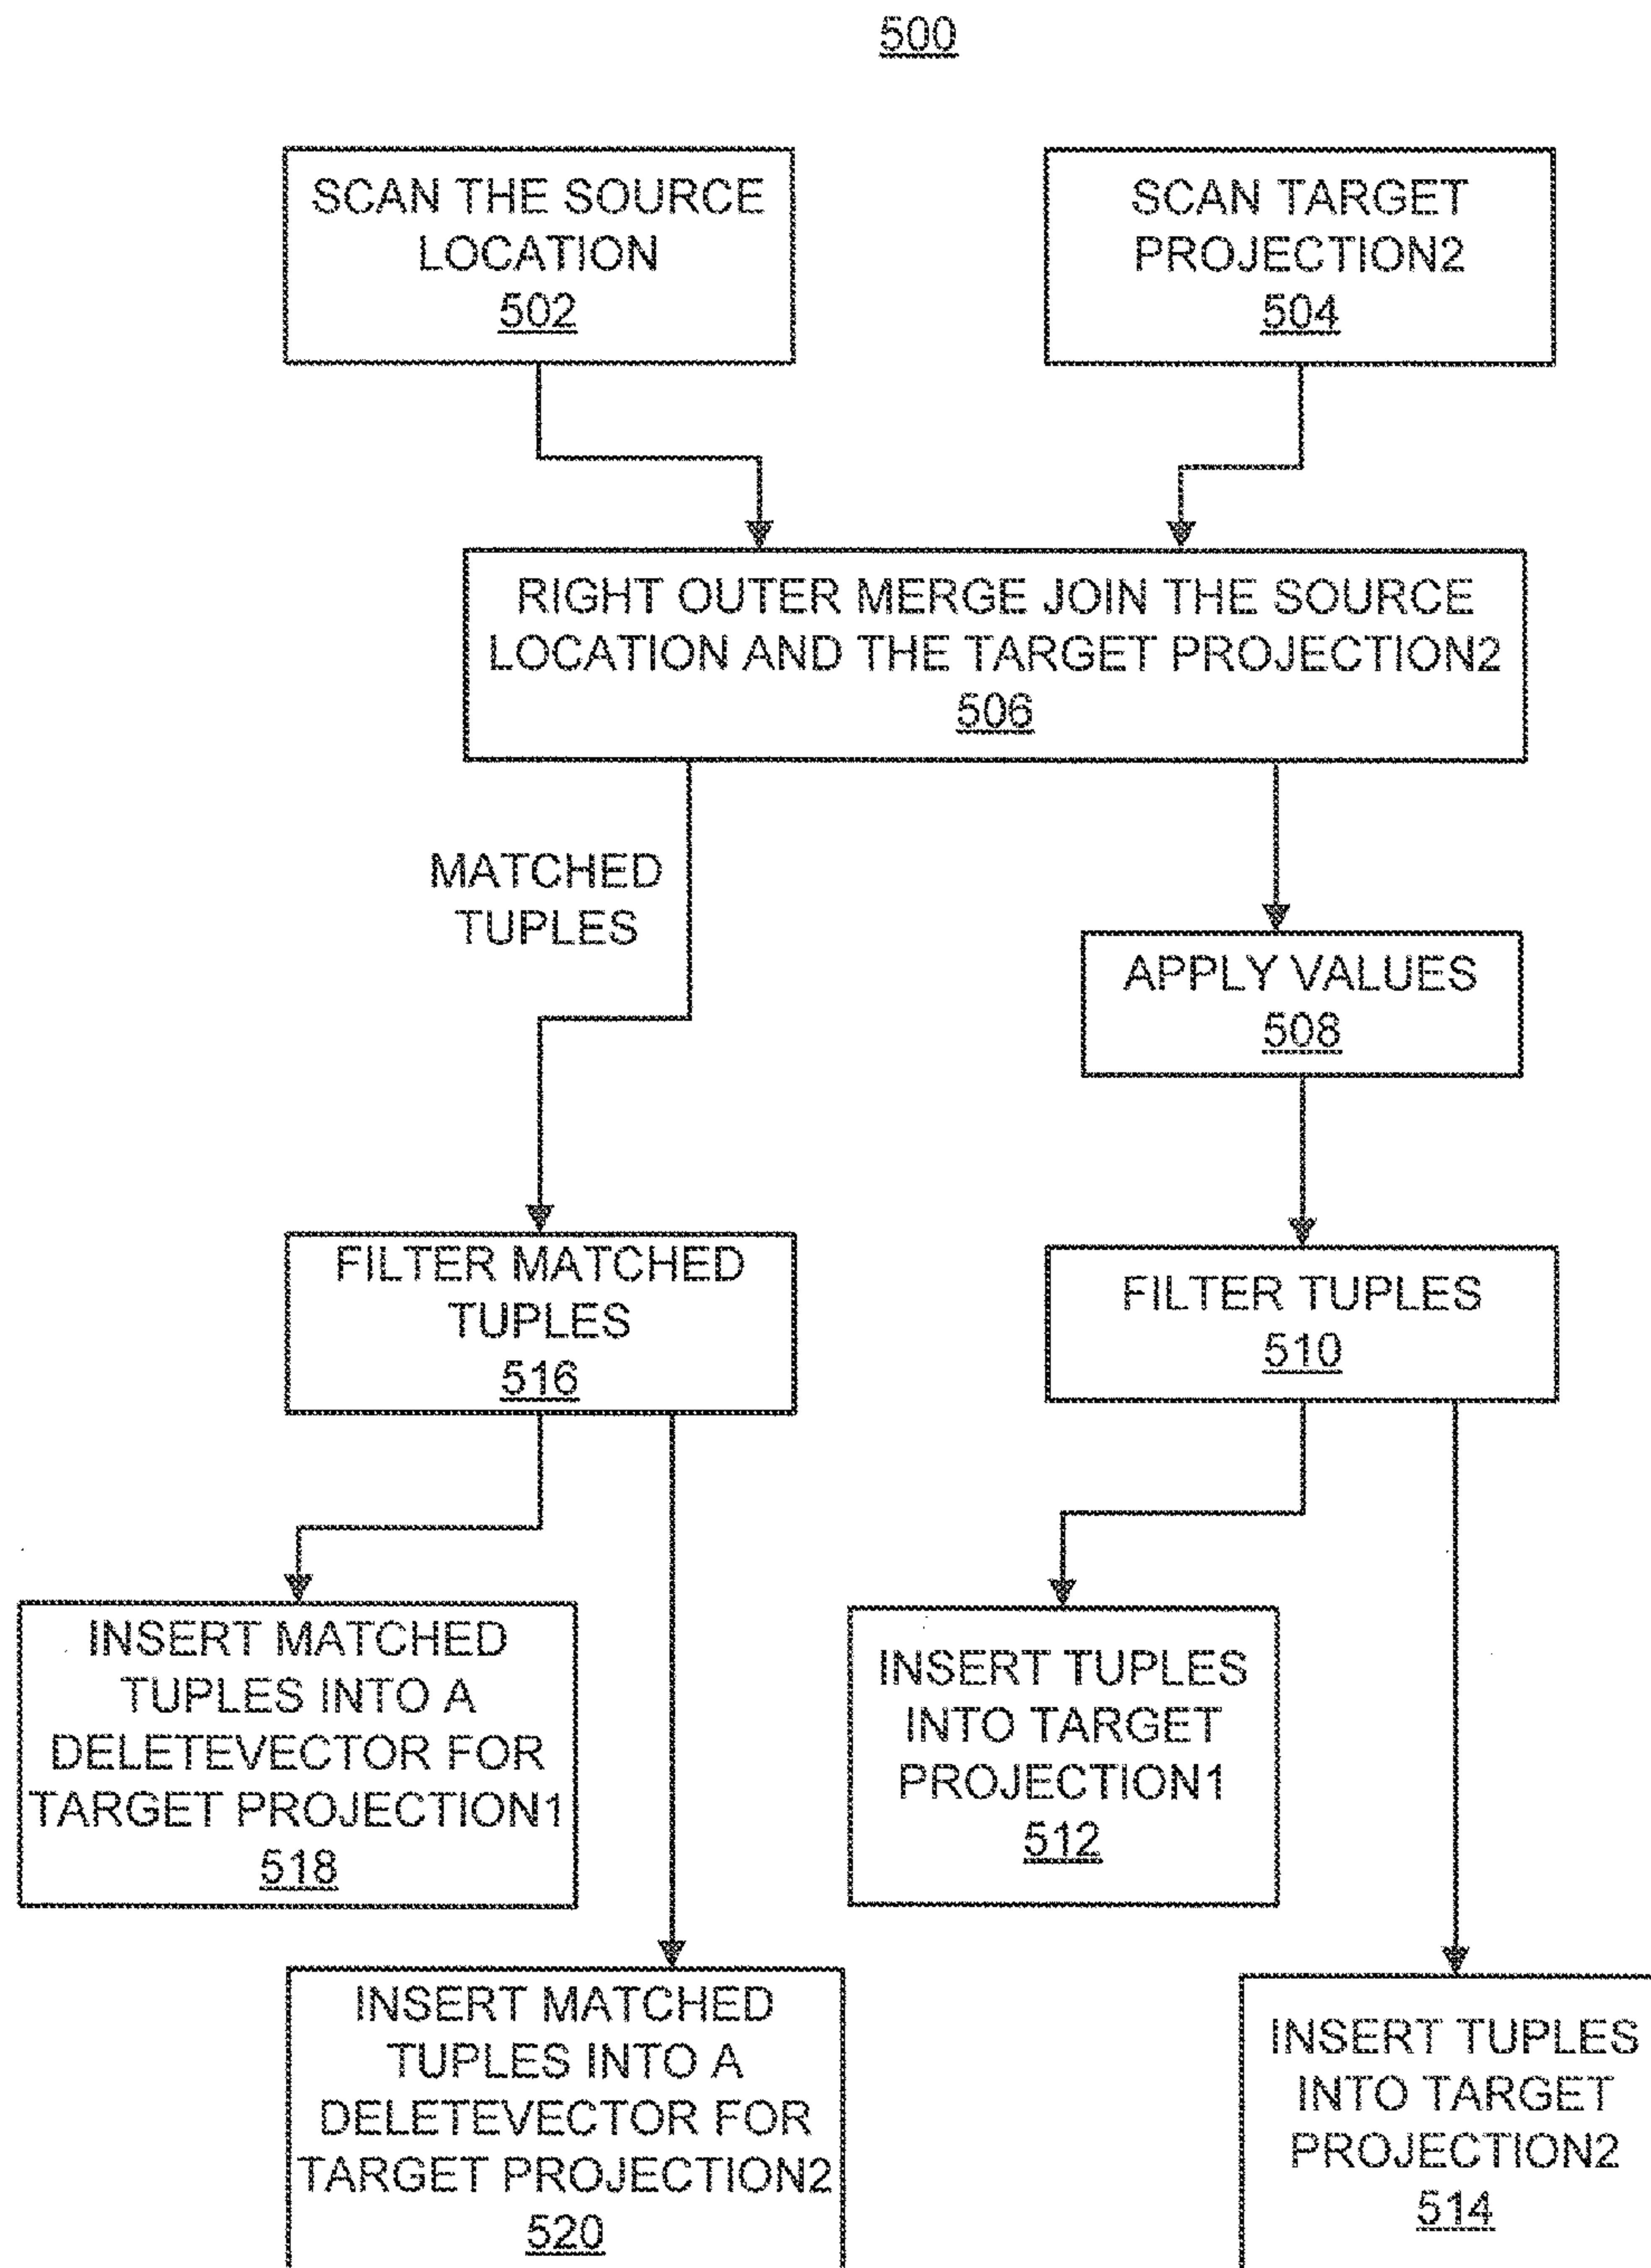 500
SCAN THE SOURCE
LOCATION
502
SCAN TARGET
PROJECTION2
504
RIGHT OUTER MERGE JOIN THE SOURCE
LOCATION AND THE TARGET PROJECTION2
506
MATCHED
TUPLES
APPLY VALUES
508
FILTER MATCHED
TUPLES
516
FILTER TUPLES
510
INSERT MATCHED
TUPLES INTO A
DELETEVECTOR FOR
TARGET PROJECTION1
518
INSERT TUPLES
INTO TARGET
PROJECTION1
512
INSERT MATCHED
TUPLES INTO A
DELETEVECTOR FOR
TARGET PROJECTION2
520
INSERT TUPLES
INTO TARGET
PROJECTION2
514